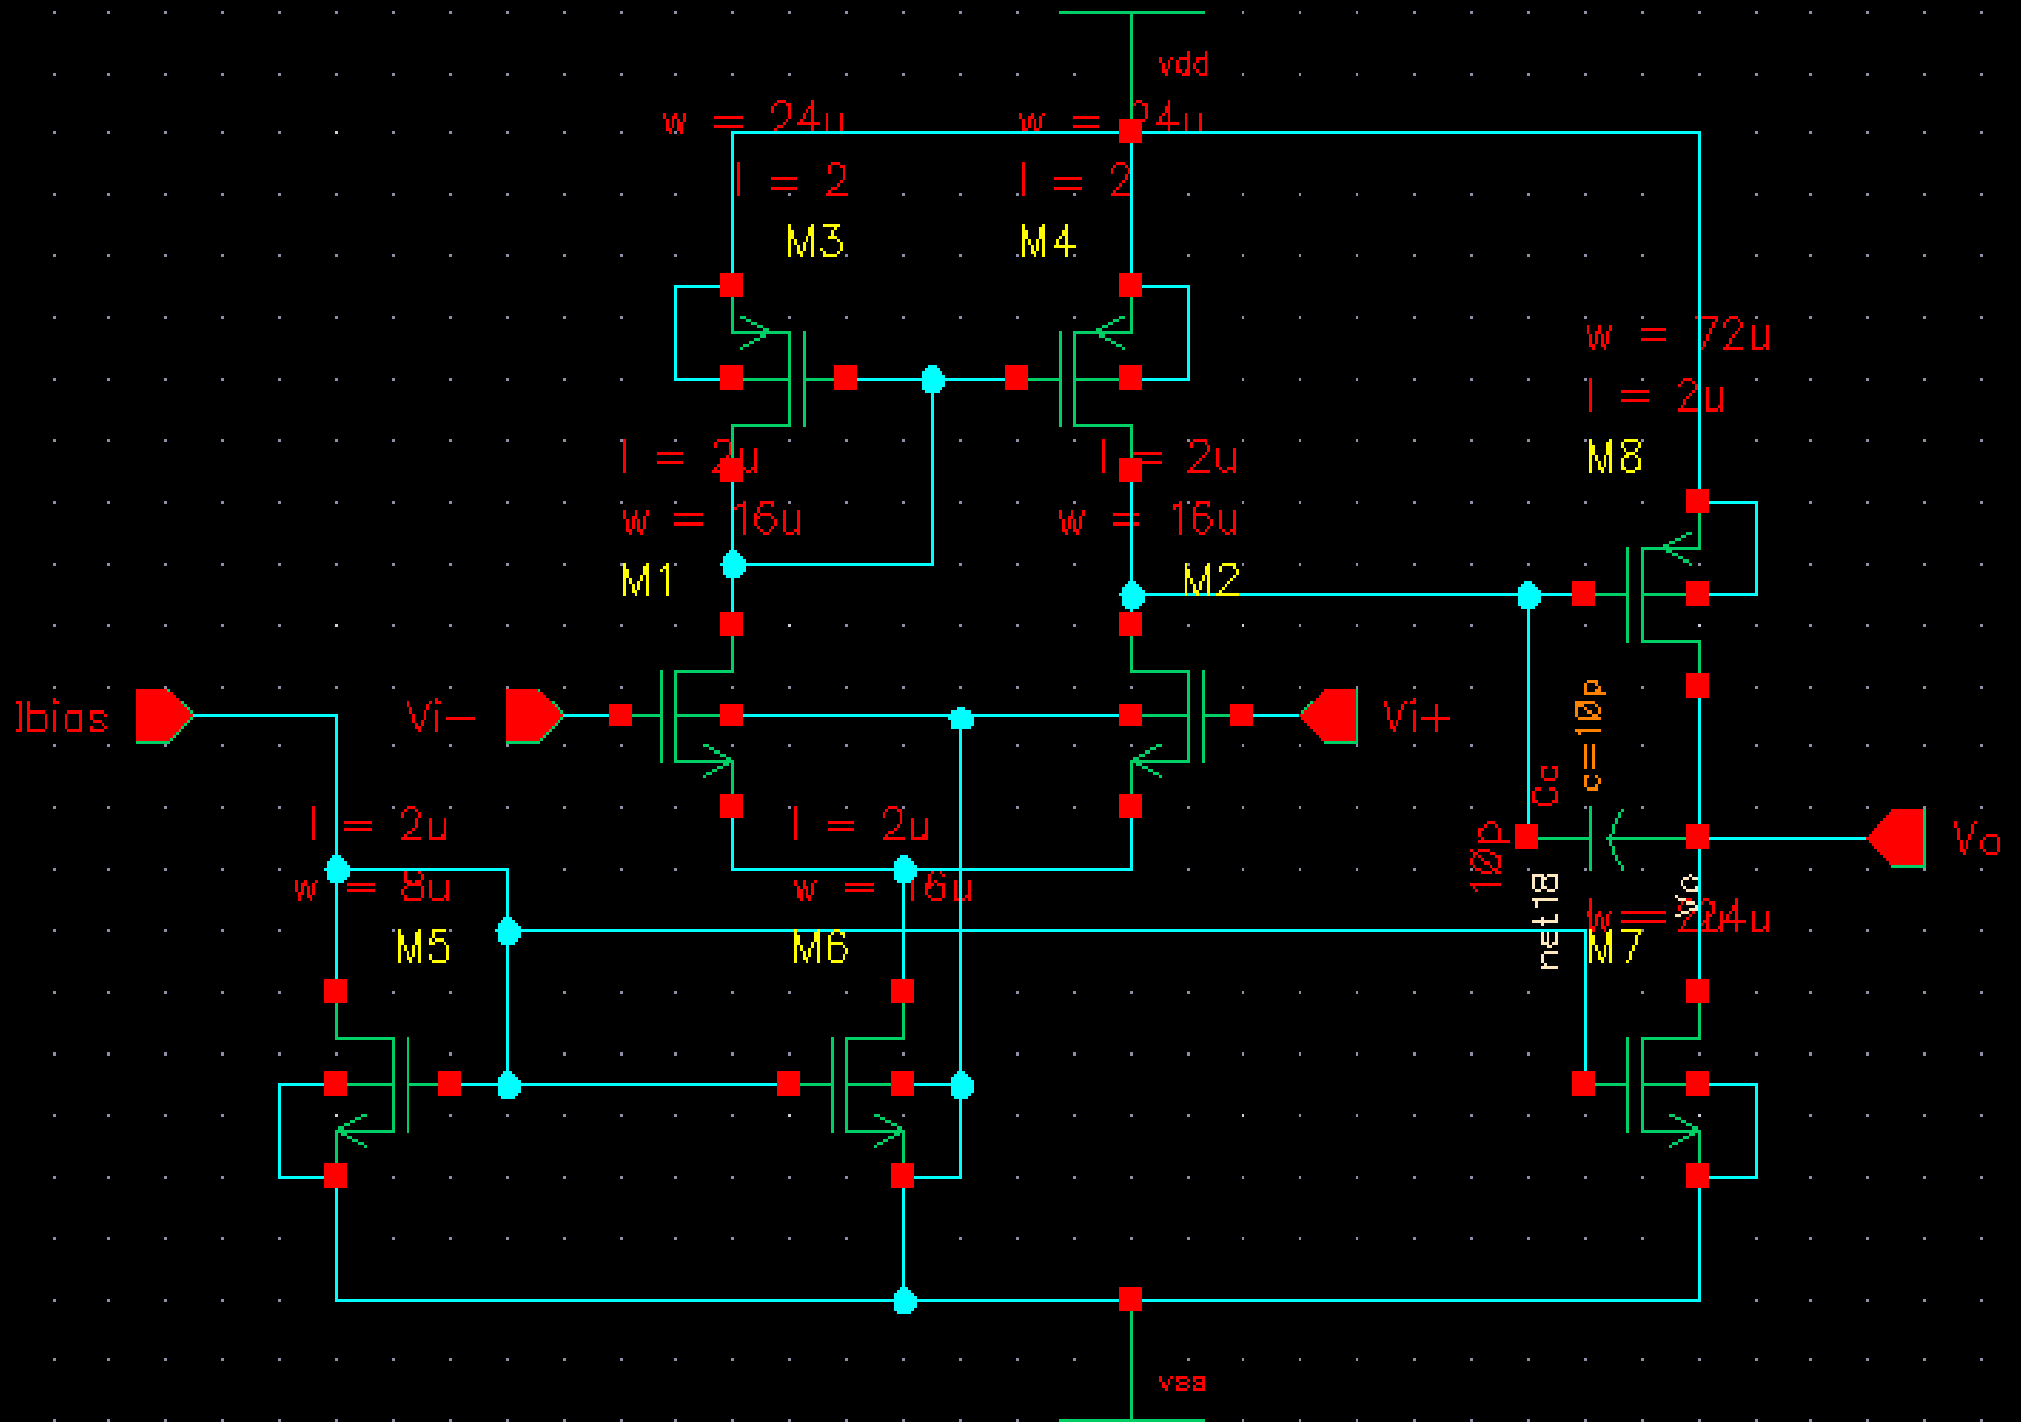 vdd
w = 24u
w = 24u
l = 2
l = 2
M3
M4
w = 72u
l = 2u
M8
l = 2u
l = 2u
w = 16u
w = 16u
M1
M2
Ibias
Vi-
Vi+
c=10p
cc
10p
Vo
l = 2u
l = 2u
w = 8u
w = 16u
net18
Vo
M5
M6
M7
vss